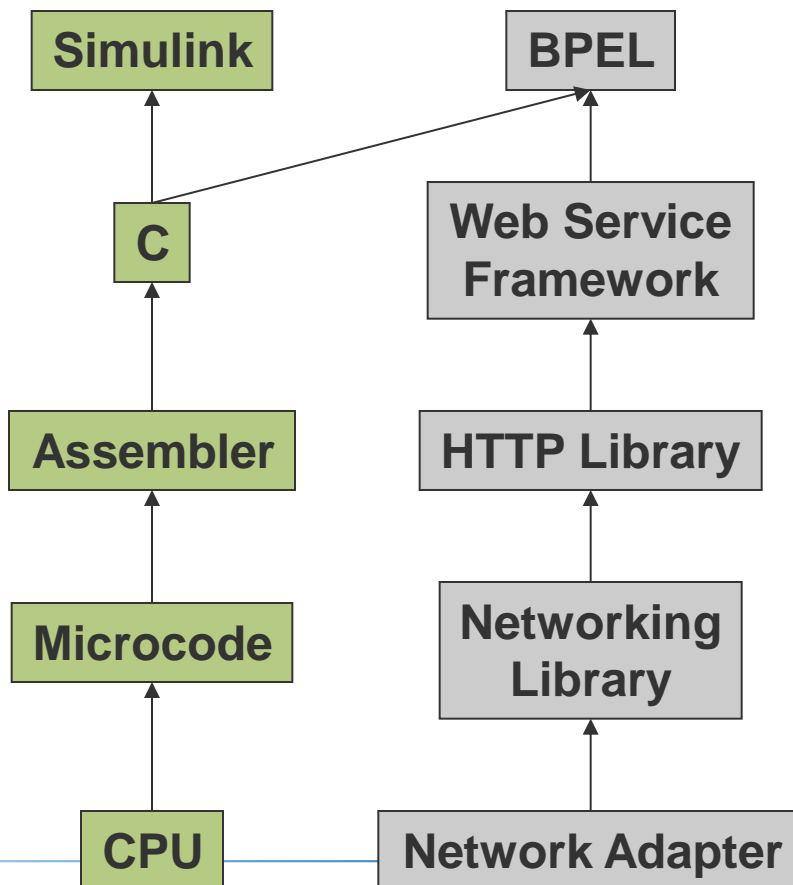 Simulink
BPEL
C
Web Service
Framework
Assembler
HTTP Library
Microcode
Networking
Library
CPU
Network Adapter